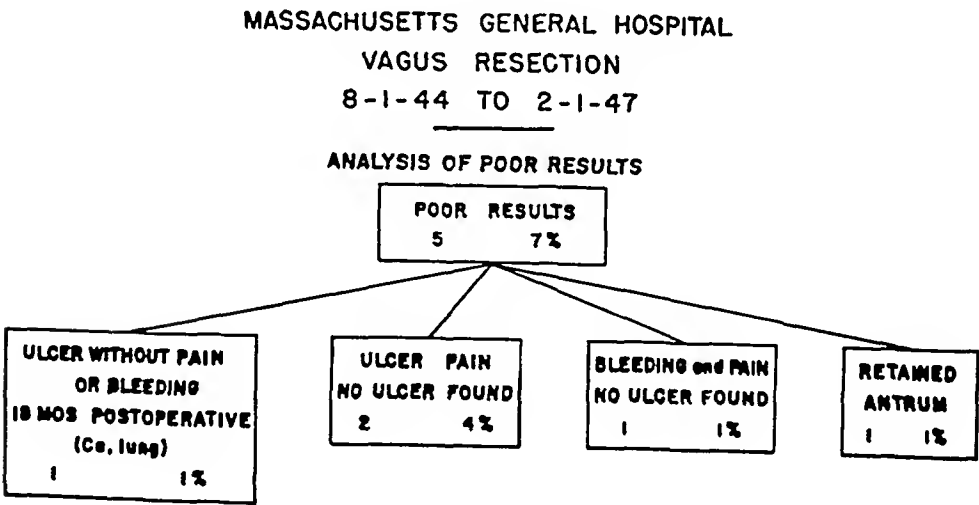 MASSACHUSETTS GENERAL HOSPITAL
VAGUS RESECTION
8-1-44 TO 2-1-47
ANALYSIS OF POOR RESULTS
POOR RESULTS
5 7%
ULCER WITHOUT PAIN
OR BLEEDING
18 MOS POSTOPERATIVE
(Ca, lung)
1 1%
ULCER PAIN
NO ULCER FOUND
2 4%
BLEEDING and PAIN
NO ULCER FOUND
1 1%
RETAINED
ANTRUM
1 1%